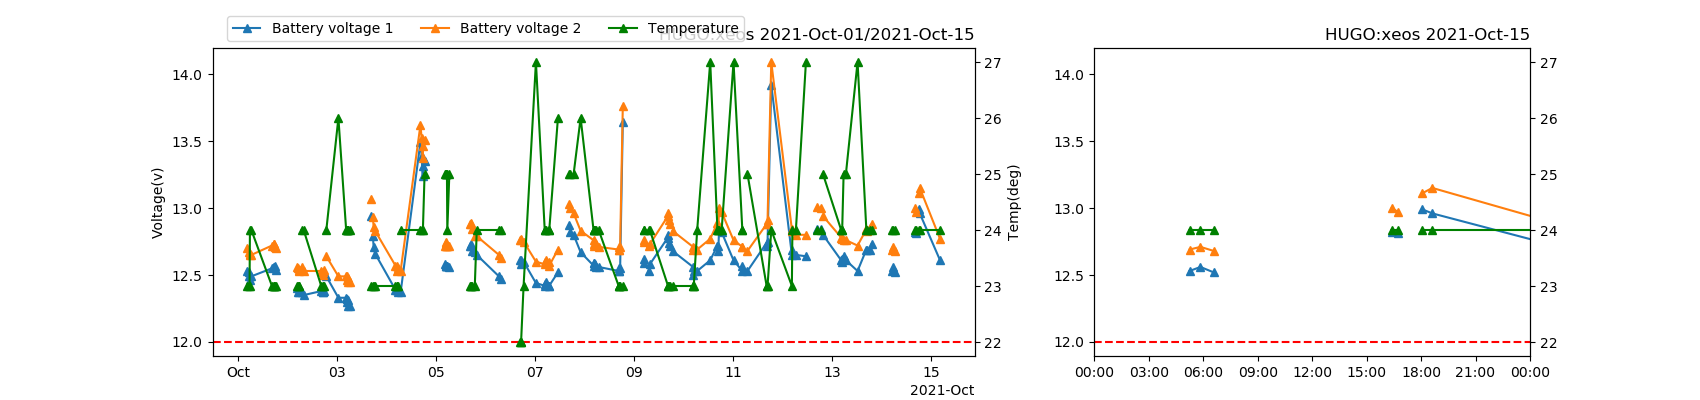 Battery voltage 1 Battery voltage 2 Temperature
HUGO:xeos 2021-Oct-01/2021-Oct-15
HUGO:xeos 2021-Oct-15
14.0
13.5
13.0
12.5
12.0
Voltage(v)
27
26
25
24
23
22
Temp(deg)
Oct 03 05 07 09 11 13 15
2021-Oct
14.0
13.5
13.0
12.5
12.0
27
26
25
24
23
22
00:00 03:00 06:00 09:00 12:00 15:00 18:00 21:00 00:00